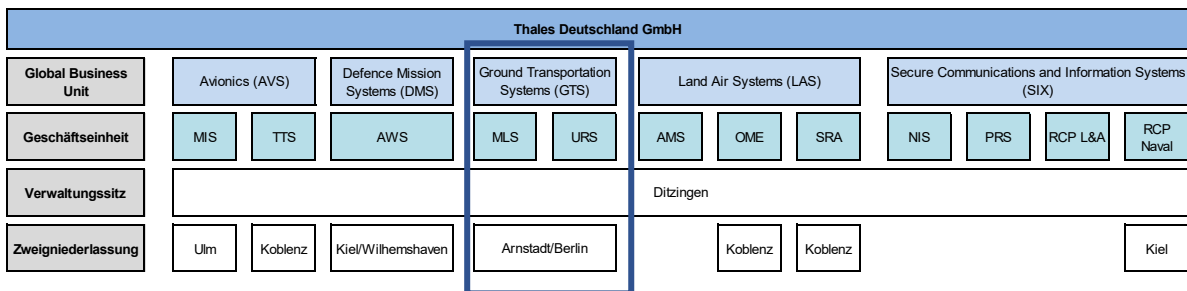 Thales Deutschland GmbH
Global Business
Unit
Avionics (AVS)
Defence Mission
Systems (DMS)
Ground Transportation
Systems (GTS)
Land Air Systems (LAS)
Secure Communications and Information Systems
(SIX)
Geschäftseinheit
MIS
TTS
AWS
MLS
URS
AMS
OME
SRA
NIS
PRS
RCP L&A
RCP
Naval
Verwaltungssitz
Ditzingen
Zweigniederlassung
Ulm
Koblenz
Kiel/Wilhemshaven
Arnstadt/Berlin
Koblenz
Koblenz
Kiel